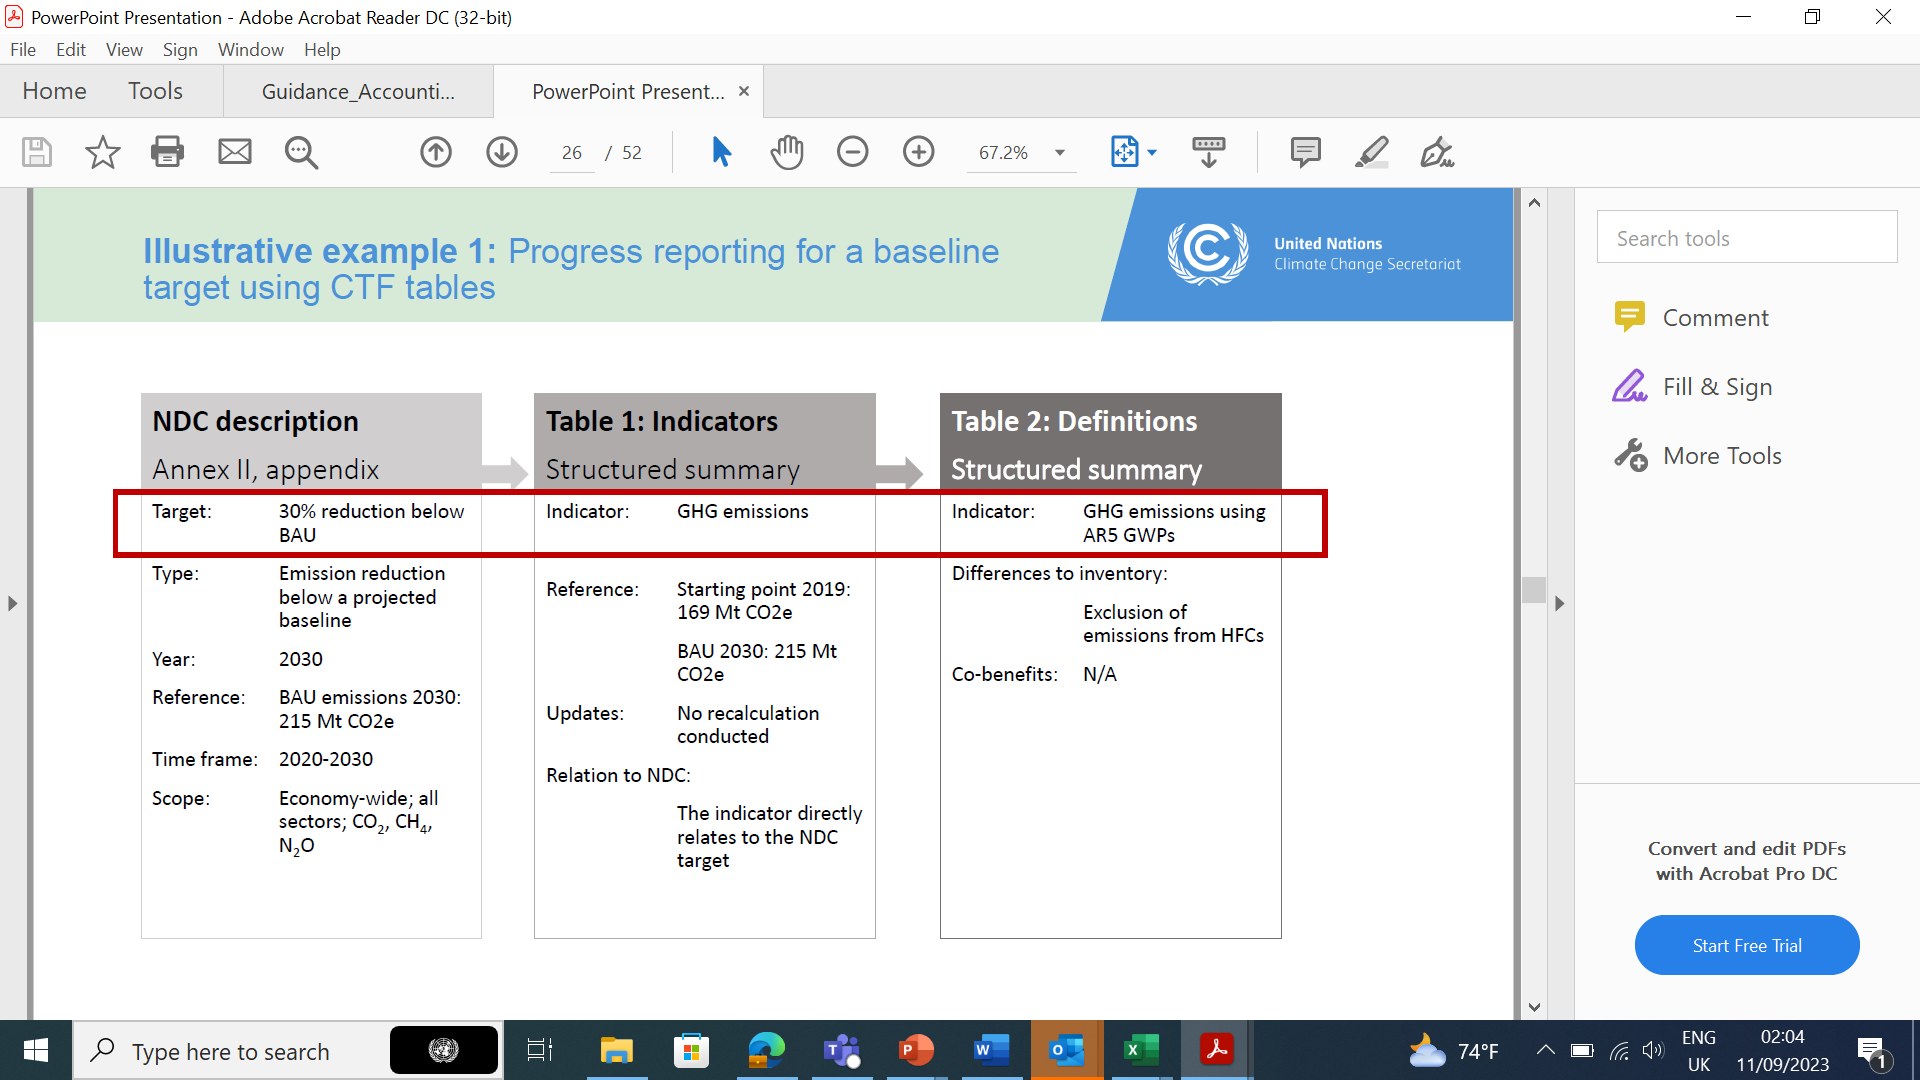 PowerPoint Presentation - Adobe Acrobat Reader DC (32-bit)
File Edit View Sign Window Help
Home Tools Guidance_Accounti... PowerPoint Present...
26 / 52 67.2%
Illustrative example 1: Progress reporting for a baseline
target using CTF tables
United Nations
Climate Change Secretariat
NDC description
Annex II, appendix
Target: 30% reduction below
BAU
Type: Emission reduction
below a projected
baseline
Year: 2030
Reference: BAU emissions 2030:
215 Mt CO2e
Time frame: 2020-2030
Scope: Economy-wide; all
sectors; CO2, CH4,
N2O
Table 1: Indicators
Structured summary
Indicator: GHG emissions
Reference: Starting point 2019:
169 Mt CO2e
BAU 2030: 215 Mt
CO2e
Updates: No recalculation
conducted
Relation to NDC:
The indicator directly
relates to the NDC
target
Table 2: Definitions
Structured summary
Indicator: GHG emissions using
AR5 GWPs
Differences to inventory:
Exclusion of
emissions from HFCs
Co-benefits: N/A
Search tools
Comment
Fill & Sign
More Tools
Convert and edit PDFs
with Acrobat Pro DC
Start Free Trial
Type here to search
74°F
ENG
UK
02:04
11/09/2023
1